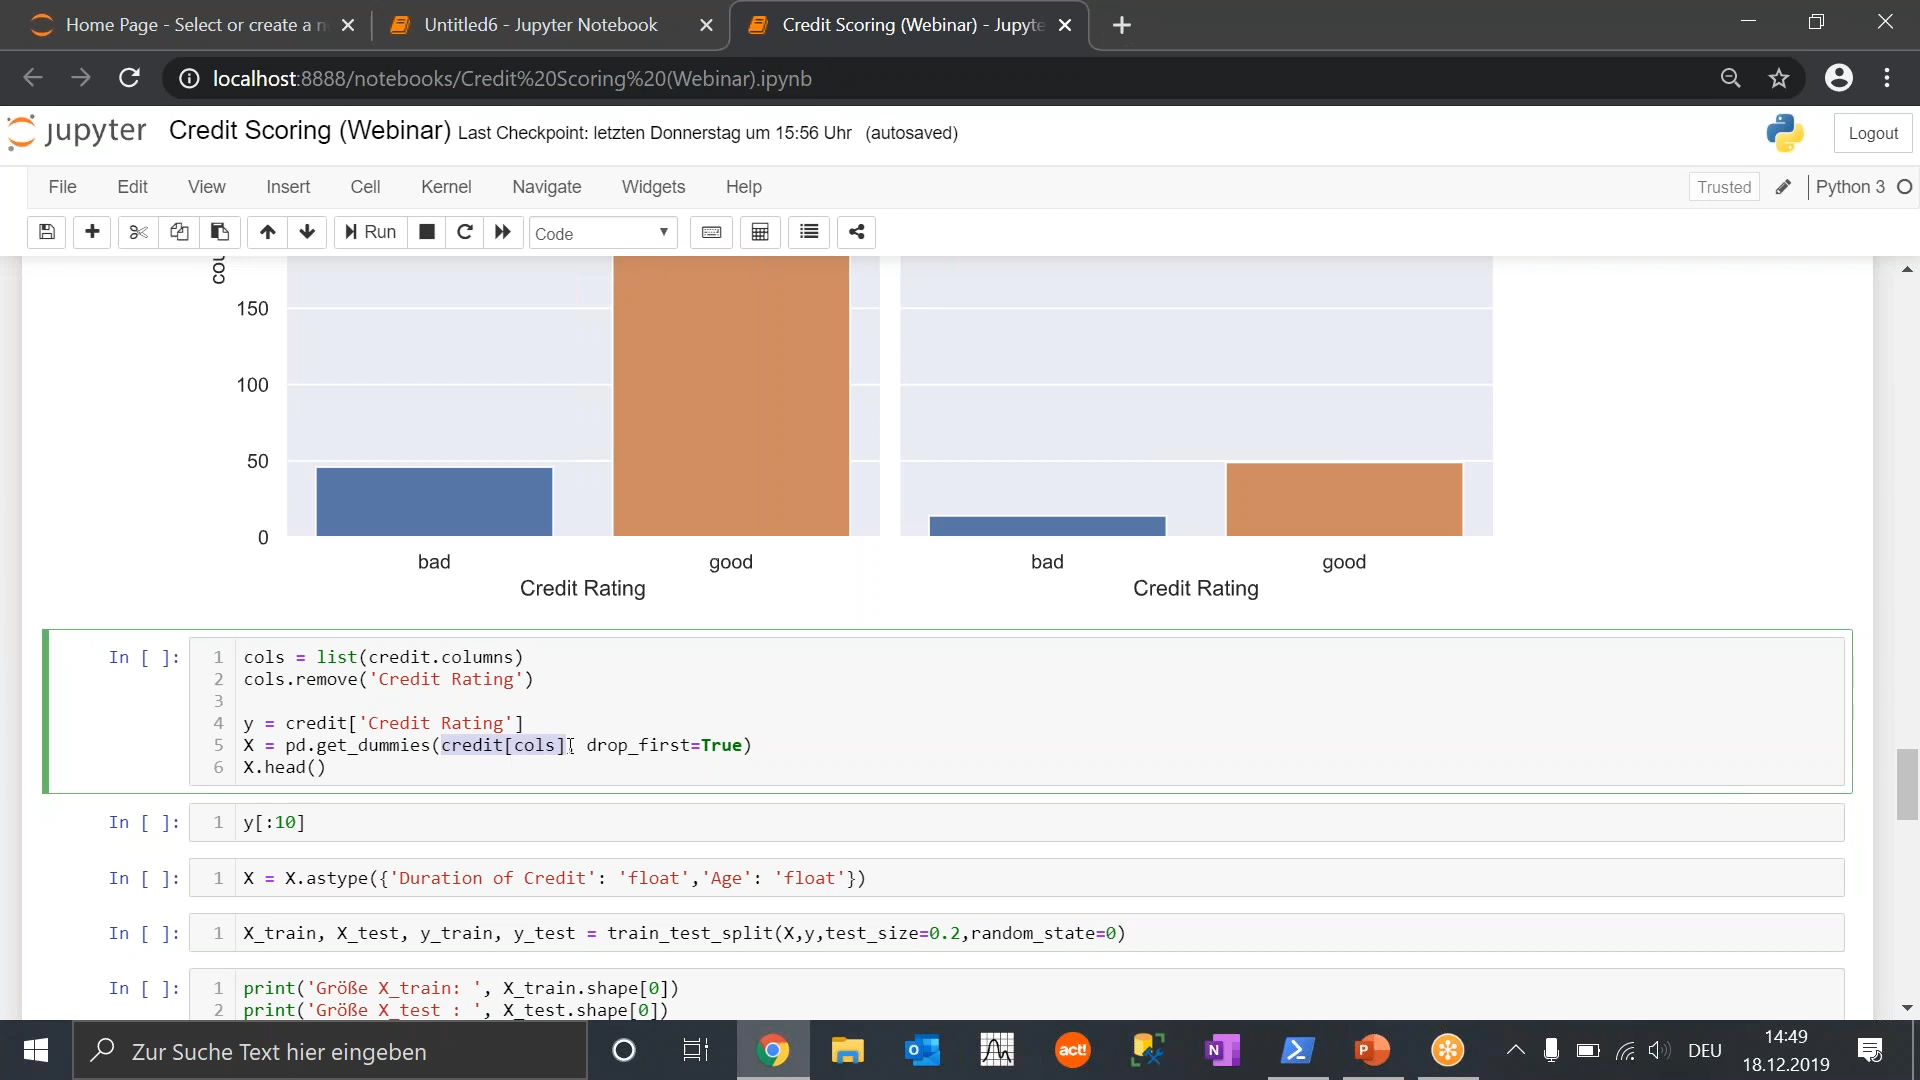 Home Page - Select or create a n
Untitled6 - Jupyter Notebook
Credit Scoring (Webinar) - Jupyte
localhost:8888/notebooks/Credit%20Scoring%20(Webinar).ipynb
jupyter Credit Scoring (Webinar) Last Checkpoint: letzten Donnerstag um 15:56 Uhr (autosaved)
Logout
File Edit View Insert Cell Kernel Navigate Widgets Help
Trusted Python 3
Run Code
cou
150
100
50
0
bad good bad good
Credit Rating Credit Rating
In [ ]: 1 cols = list(credit.columns)
2 cols.remove('Credit Rating')
3
4 y = credit['Credit Rating']
5 X = pd.get_dummies(credit[cols] drop_first=True)
6 X.head()
In [ ]: 1 y[:10]
In [ ]: 1 X = X.astype({'Duration of Credit': 'float','Age': 'float'})
In [ ]: 1 X_train, X_test, y_train, y_test = train_test_split(X,y,test_size=0.2,random_state=0)
In [ ]: 1 print('Größe X_train: ', X_train.shape[0])
2 print('Größe X_test : ', X_test.shape[0])
Zur Suche Text hier eingeben
act!
DEU
14:49
18.12.2019